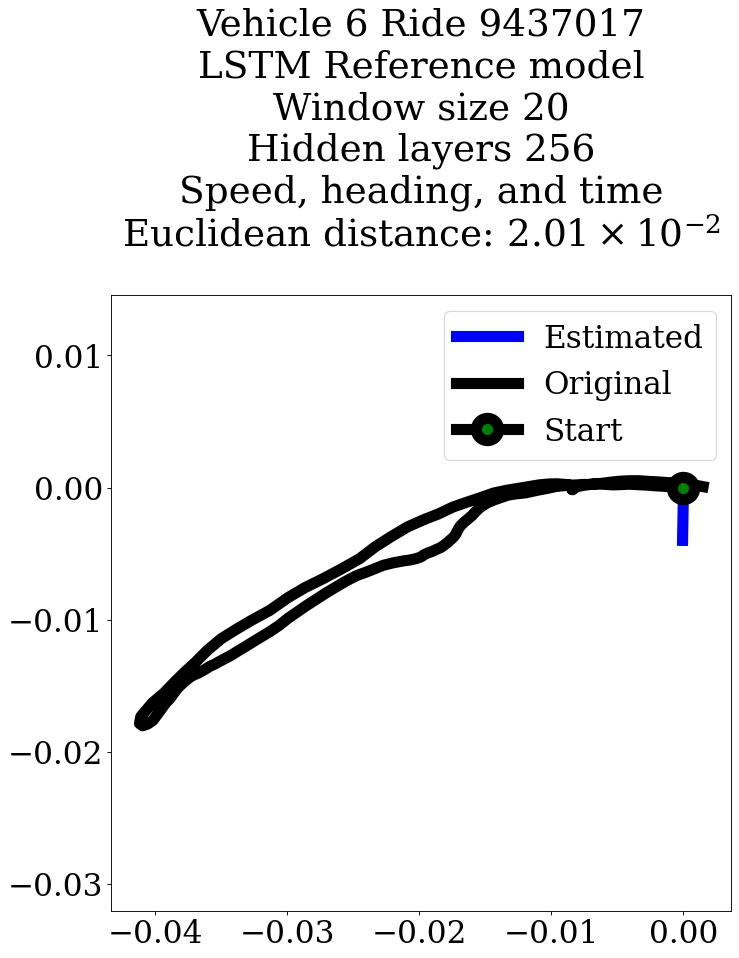 Vehicle 6 Ride 9437017
LSTM Reference model
Window size 20
Hidden layers 256
Speed, heading, and time
Euclidean distance: 2.01 × 10⁻²
Estimated
Original
Start
0.01
0.00
−0.01
−0.02
−0.03
−0.04 −0.03 −0.02 −0.01 0.00